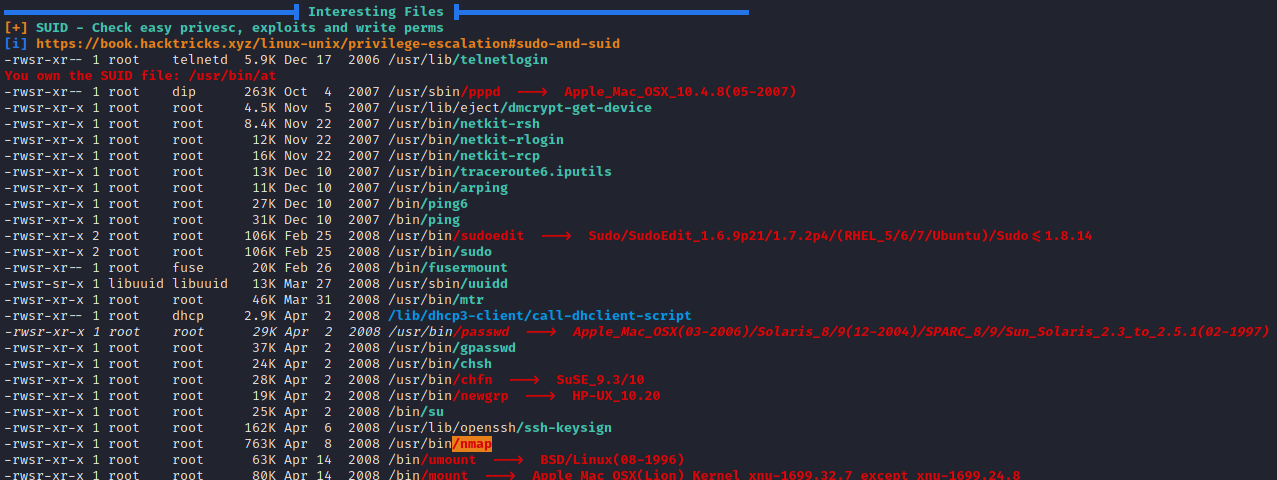 Interesting Files
[+] SUID - Check easy privesc, exploits and write perms
[i] https://book.hacktricks.xyz/linux-unix/privilege-escalation#sudo-and-suid
-rwsr-xr-- 1 root    telnetd  5.9K Dec 17  2006 /usr/lib/telnetlogin
You own the SUID file: /usr/bin/at
-rwsr-xr-- 1 root    dip      263K Oct  4  2007 /usr/sbin/pppd  --->  Apple_Mac_OSX_10.4.8(05-2007)
-rwsr-xr-x 1 root    root     4.5K Nov  5  2007 /usr/lib/eject/dmcrypt-get-device
-rwsr-xr-x 1 root    root     8.4K Nov 22  2007 /usr/bin/netkit-rsh
-rwsr-xr-x 1 root    root      12K Nov 22  2007 /usr/bin/netkit-rlogin
-rwsr-xr-x 1 root    root      16K Nov 22  2007 /usr/bin/netkit-rcp
-rwsr-xr-x 1 root    root      13K Dec 10  2007 /usr/bin/traceroute6.iputils
-rwsr-xr-x 1 root    root      11K Dec 10  2007 /usr/bin/arping
-rwsr-xr-x 1 root    root      27K Dec 10  2007 /bin/ping6
-rwsr-xr-x 1 root    root      31K Dec 10  2007 /bin/ping
-rwsr-xr-x 2 root    root     106K Feb 25  2008 /usr/bin/sudoedit  --->  Sudo/SudoEdit_1.6.9p21/1.7.2p4/(RHEL_5/6/7/Ubuntu)/Sudo<=1.8.14
-rwsr-xr-x 2 root    root     106K Feb 25  2008 /usr/bin/sudo
-rwsr-xr-- 1 root    fuse      20K Feb 26  2008 /bin/fusermount
-rwsr-sr-x 1 libuuid libuuid   13K Mar 27  2008 /usr/sbin/uuidd
-rwsr-xr-x 1 root    root      46K Mar 31  2008 /usr/bin/mtr
-rwsr-xr-- 1 root    dhcp     2.9K Apr  2  2008 /lib/dhcp3-client/call-dhclient-script
-rwsr-xr-x 1 root    root      29K Apr  2  2008 /usr/bin/passwd  --->  Apple_Mac_OSX(03-2006)/Solaris_8/9(12-2004)/SPARC_8/9/Sun_Solaris_2.3_to_2.5.1(02-1997)
-rwsr-xr-x 1 root    root      37K Apr  2  2008 /usr/bin/gpasswd
-rwsr-xr-x 1 root    root      24K Apr  2  2008 /usr/bin/chsh
-rwsr-xr-x 1 root    root      28K Apr  2  2008 /usr/bin/chfn  --->  SuSE_9.3/10
-rwsr-xr-x 1 root    root      19K Apr  2  2008 /usr/bin/newgrp  --->  HP-UX_10.20
-rwsr-xr-x 1 root    root      25K Apr  2  2008 /bin/su
-rwsr-xr-x 1 root    root     162K Apr  6  2008 /usr/lib/openssh/ssh-keysign
-rwsr-xr-x 1 root    root     763K Apr  8  2008 /usr/bin/nmap
-rwsr-xr-x 1 root    root      63K Apr 14  2008 /bin/umount  --->  BSD/Linux(08-1996)
-rwsr-xr-x 1 root    root      80K Apr 14  2008 /bin/mount  --->  Apple_Mac_OSX(Lion)_Kernel_xnu-1699.32.7_except_xnu-1699.24.8